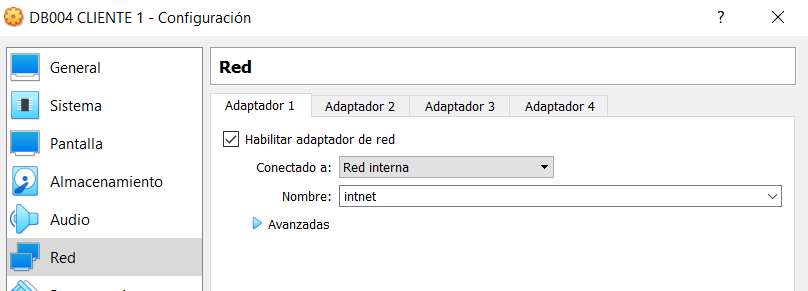 DB004 CLIENTE 1 - Configuración
?
General
Sistema
Pantalla
Almacenamiento
Audio
Red
Red
Adaptador 1
Adaptador 2
Adaptador 3
Adaptador 4
Habilitar adaptador de red
Conectado a:
Red interna
Nombre:
intnet
Avanzadas